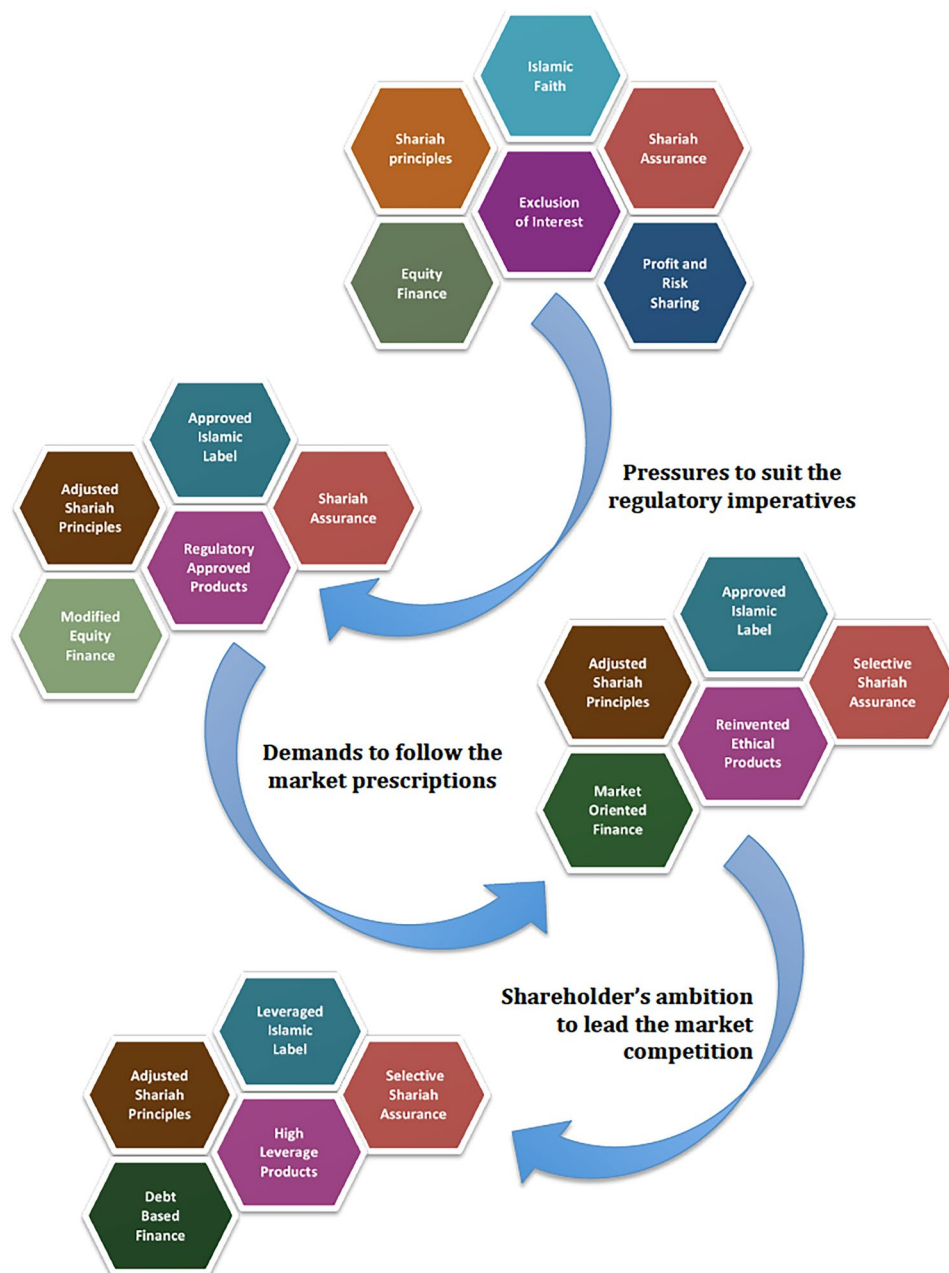 Islamic
Faith
Shariah
principles
Shariah
Assurance
Exclusion
of Interest
Equity
Finance
Profit and
Risk
Sharing
Pressures to suit the
regulatory imperatives
Approved
Islamic
Label
Adjusted
Shariah
Principles
Shariah
Assurance
Regulatory
Approved
Products
Modified
Equity
Finance
Demands to follow the
market prescriptions
Approved
Islamic
Label
Adjusted
Shariah
Principles
Selective
Shariah
Assurance
Reinvented
Ethical
Products
Market
Oriented
Finance
Shareholder’s ambition
to lead the market
competition
Leveraged
Islamic
Label
Adjusted
Shariah
Principles
Selective
Shariah
Assurance
High
Leverage
Products
Debt
Based
Finance